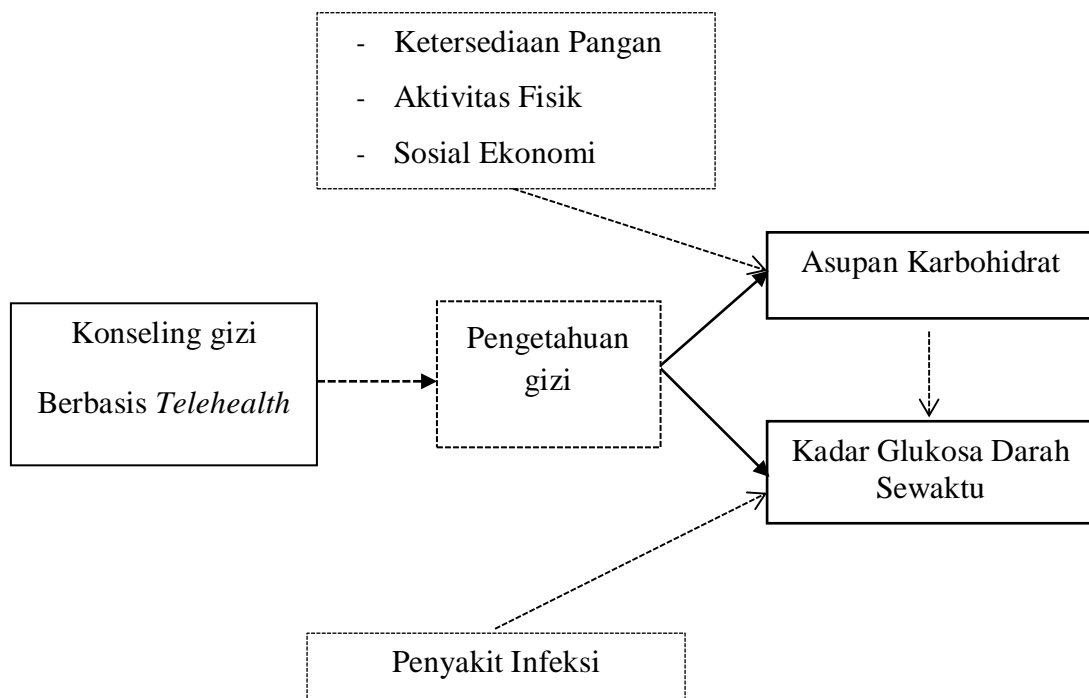 - Ketersediaan Pangan
- Aktivitas Fisik
- Sosial Ekonomi
Asupan Karbohidrat
Konseling gizi
Berbasis Telehealth
Pengetahuan
gizi
Kadar Glukosa Darah
Sewaktu
Penyakit Infeksi